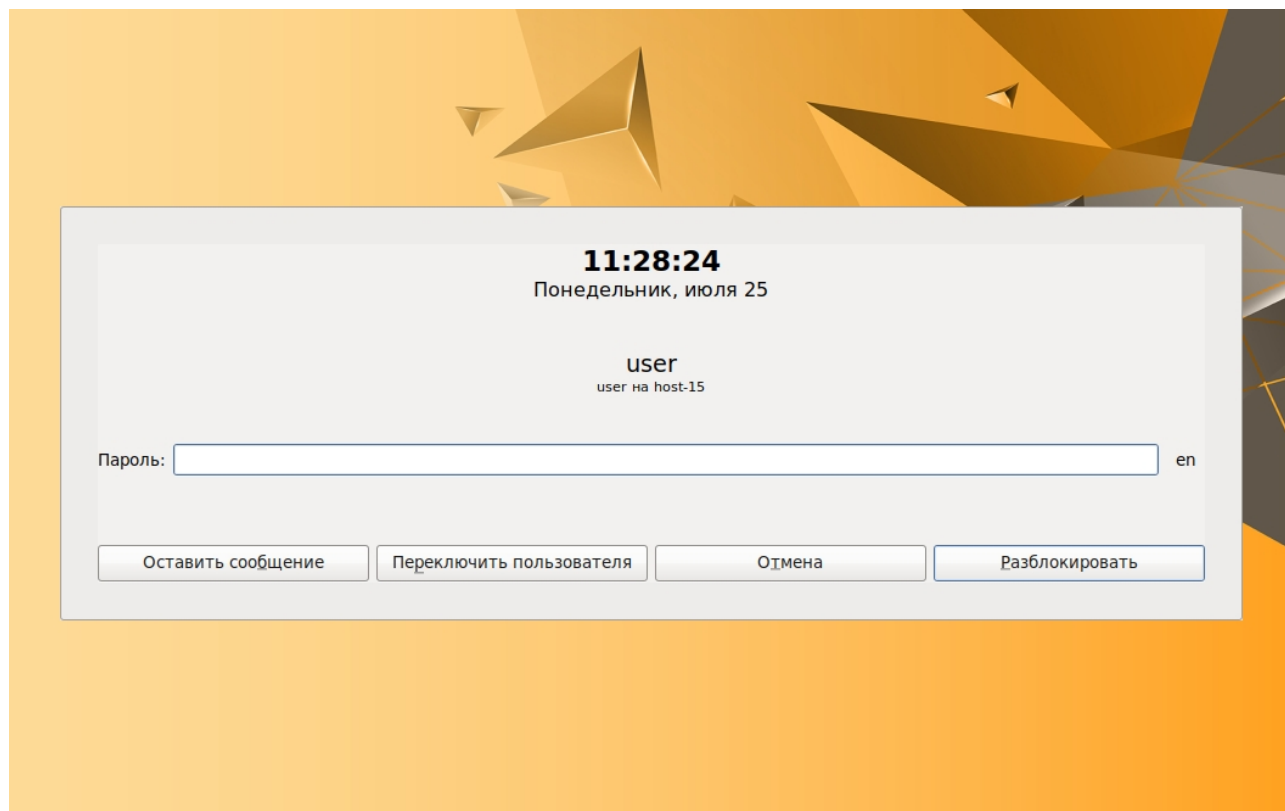 11:28:24
Понедельник, июля 25
user
user на host-15
Пароль: en
Оставить сообщение Переключить пользователя Отмена Разблокировать